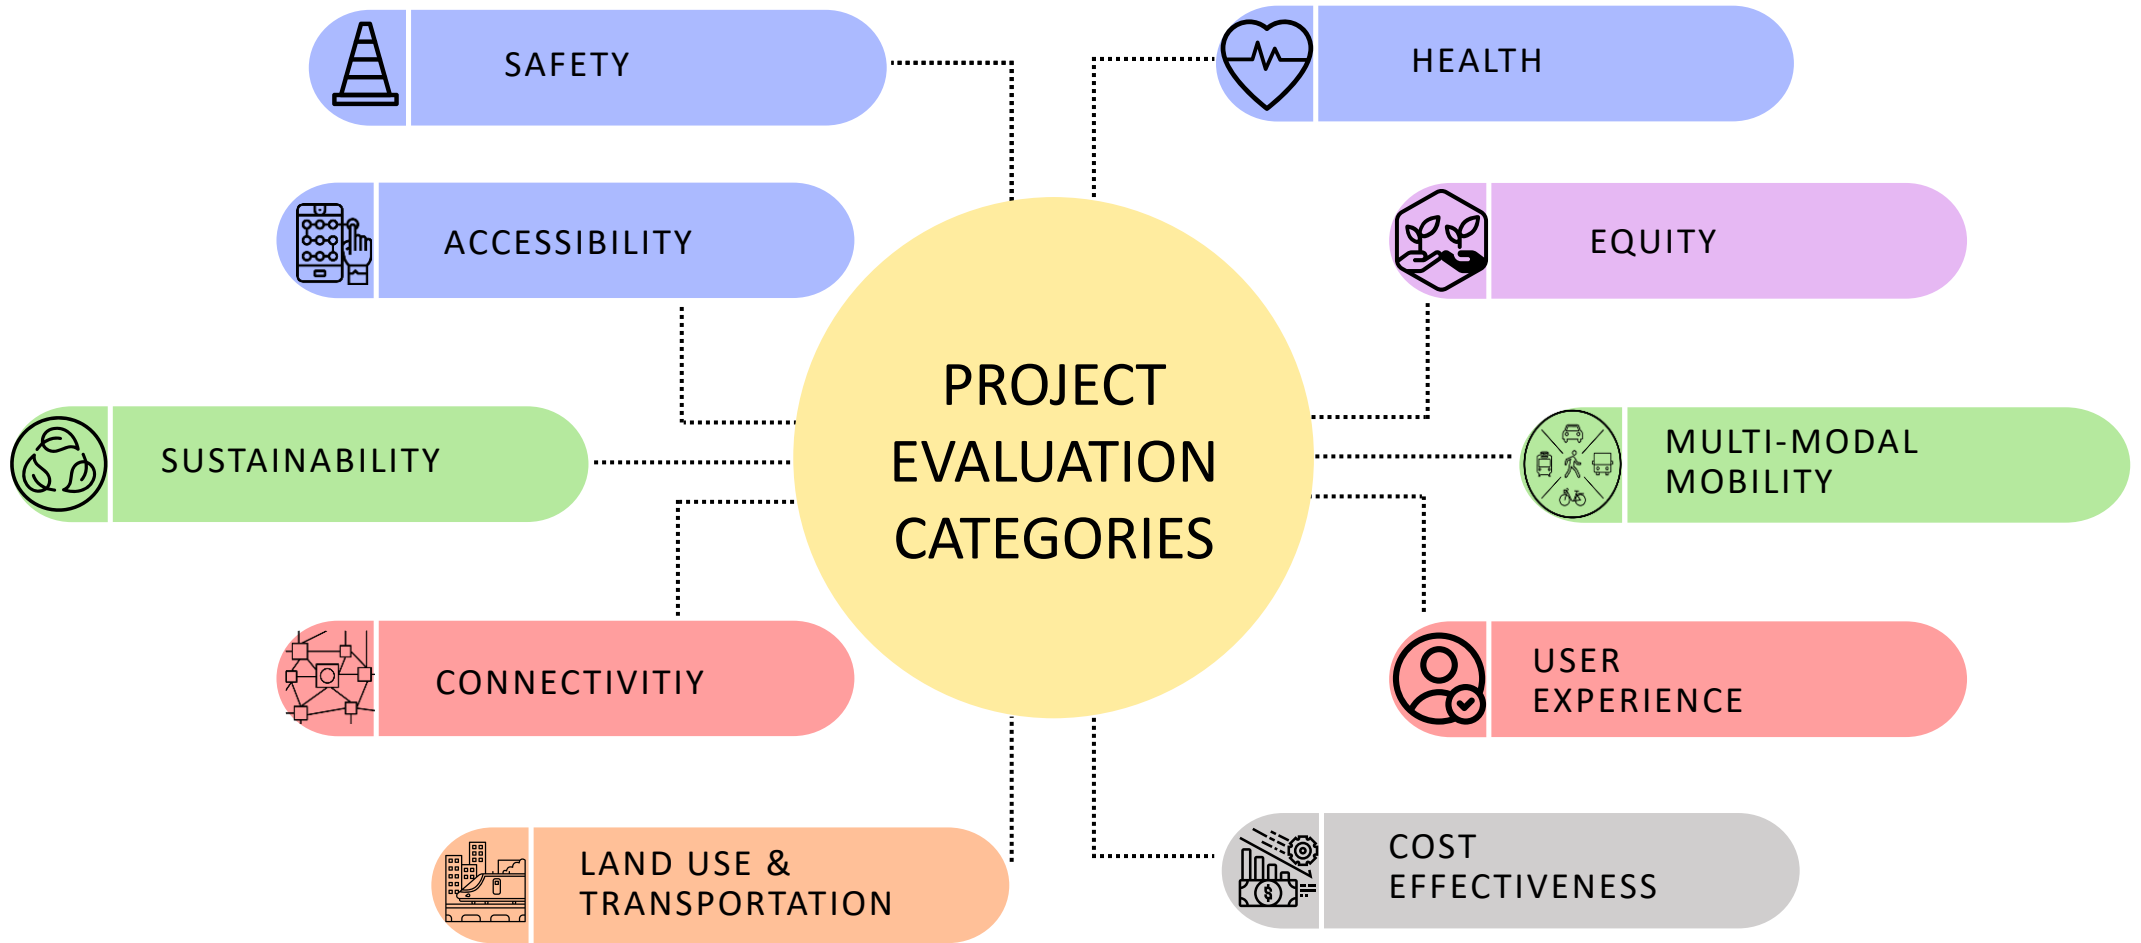 SAFETY
HEALTH
ACCESSIBILITY
EQUITY
PROJECT
EVALUATION
CATEGORIES
SUSTAINABILITY
MULTI-MODAL
MOBILITY
CONNECTIVITIY
USER
EXPERIENCE
LAND USE &
TRANSPORTATION
COST
EFFECTIVENESS
$